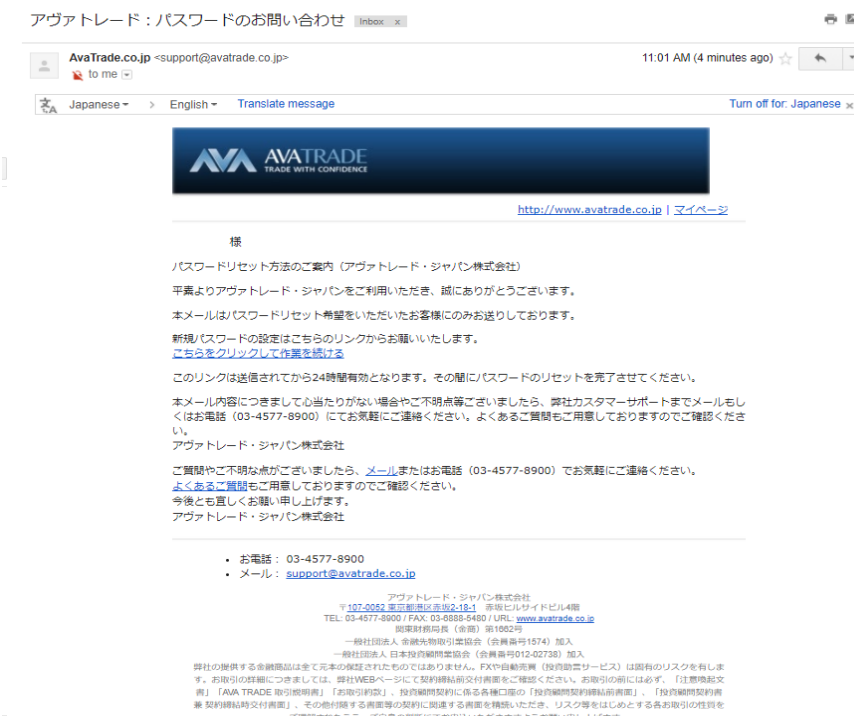 アヴァトレード：パスワードのお問い合わせ Inbox x
AvaTrade.co.jp <support@avatrade.co.jp> 11:01 AM (4 minutes ago)
to me
Japanese > English Translate message Turn off for: Japanese x
AVA AVATRADE
TRADE WITH CONFIDENCE
http://www.avatrade.co.jp | マイページ
様
パスワードリセット方法のご案内（アヴァトレード・ジャパン株式会社）
平素よりアヴァトレード・ジャパンをご利用いただき、誠にありがとうございます。
本メールはパスワードリセット希望をいただいたお客様にのみお送りしております。
新規パスワードの設定はこちらのリンクからお願いいたします。
こちらをクリックして作業を続ける
このリンクは送信されてから24時間有効となります。その間にパスワードのリセットを完了させてください。
本メール内容につきまして心当たりがない場合やご不明点等ございましたら、弊社カスタマーサポートまでメールもし
くはお電話（03-4577-8900）にてお気軽にご連絡ください。よくあるご質問もご用意しておりますのでご確認くださ
い。
アヴァトレード・ジャパン株式会社
ご質問やご不明な点がございましたら、メールまたはお電話（03-4577-8900）でお気軽にご連絡ください。
よくあるご質問もご用意しておりますのでご確認ください。
今後とも宜しくお願い申し上げます。
アヴァトレード・ジャパン株式会社
• お電話： 03-4577-8900
• メール： support@avatrade.co.jp
アヴァトレード・ジャパン株式会社
〒107-0052 東京都港区赤坂2-18-1 赤坂ヒルサイドビル4階
TEL: 03-4577-8900 / FAX: 03-6888-5480 / URL: www.avatrade.co.jp
関東財務局長（金商）第1662号
一般社団法人 金融先物取引業協会（会員番号1574）加入
一般社団法人 日本投資顧問業協会（会員番号012-02738）加入
弊社の提供する金融商品は全て元本の保証されたものではありません。FXや自動売買（投資助言サービス）は固有のリスクを有しま
す。お取引の詳細につきましては、弊社WEBページにて契約締結前交付書面をご確認ください。お取引の前には必ず、「注意喚起文
書」「AVA TRADE 取引説明書」「お取引約款」、投資顧問契約に係る各種口座の「投資顧問契約締結前書面」、「投資顧問契約書
兼 契約締結時交付書面」、その他付随する書面等の契約に関連する書面を精読いただき、リスク等をはじめとする各お取引の性質を